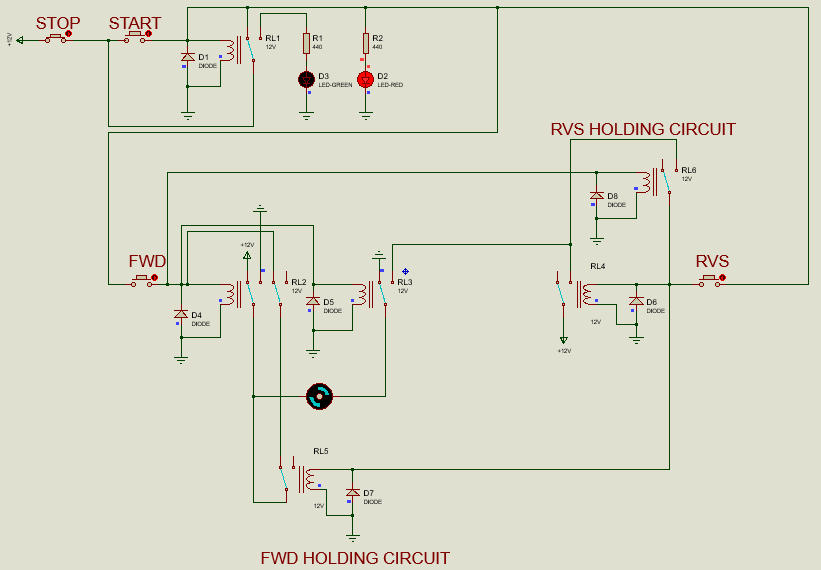 STOP
START
+12V
D1
DIODE
RL1
12V
R1
440
R2
440
D3
LED-GREEN
D2
LED-RED
RVS HOLDING CIRCUIT
RL6
12V
D8
DIODE
FWD
+12V
RL2
12V
D4
DIODE
D5
DIODE
RL3
12V
RL4
12V
+12V
D6
DIODE
RVS
RL5
12V
D7
DIODE
FWD HOLDING CIRCUIT